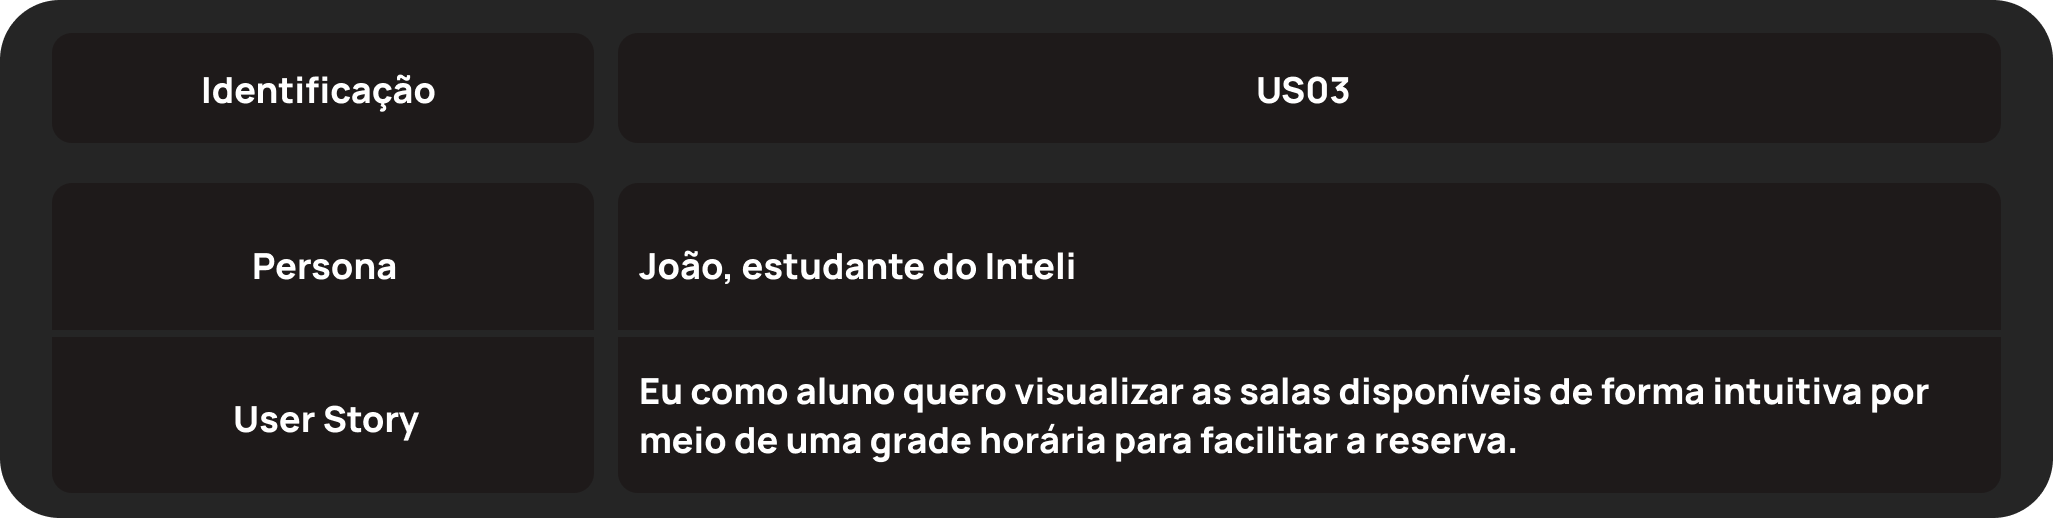 Identificação
US03
Persona
João, estudante do Inteli
User Story
Eu como aluno quero visualizar as salas disponíveis de forma intuitiva por
meio de uma grade horária para facilitar a reserva.